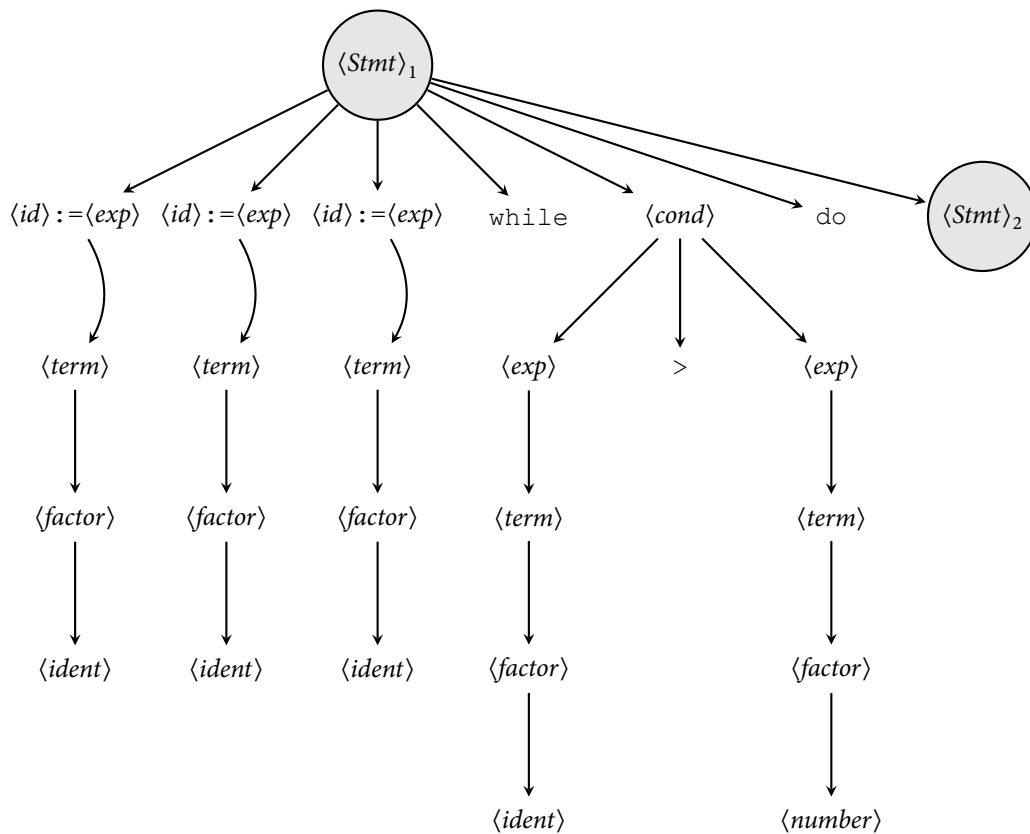 ⟨Stmt⟩₁
⟨id⟩ :=⟨exp⟩ ⟨id⟩ :=⟨exp⟩ ⟨id⟩ :=⟨exp⟩ while ⟨cond⟩ do ⟨Stmt⟩₂
⟨term⟩ ⟨term⟩ ⟨term⟩ ⟨exp⟩ > ⟨exp⟩
⟨factor⟩ ⟨factor⟩ ⟨factor⟩ ⟨term⟩ ⟨term⟩
⟨ident⟩ ⟨ident⟩ ⟨ident⟩ ⟨factor⟩ ⟨factor⟩
⟨ident⟩ ⟨number⟩